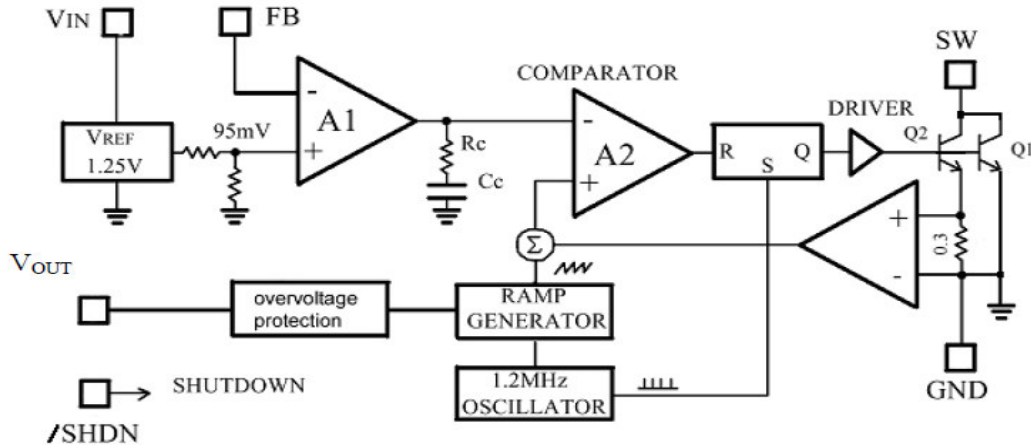 VIN
FB
SW
COMPARATOR
DRIVER
VREF
1.25V
95mV
-
+
A1
Rc
Cc
-
+
A2
R
S
Q
Q2
Q1
+
-
0.3
Σ
VOUT
overvoltage
protection
RAMP
GENERATOR
1.2MHz
OSCILLATOR
SHUTDOWN
/SHDN
GND